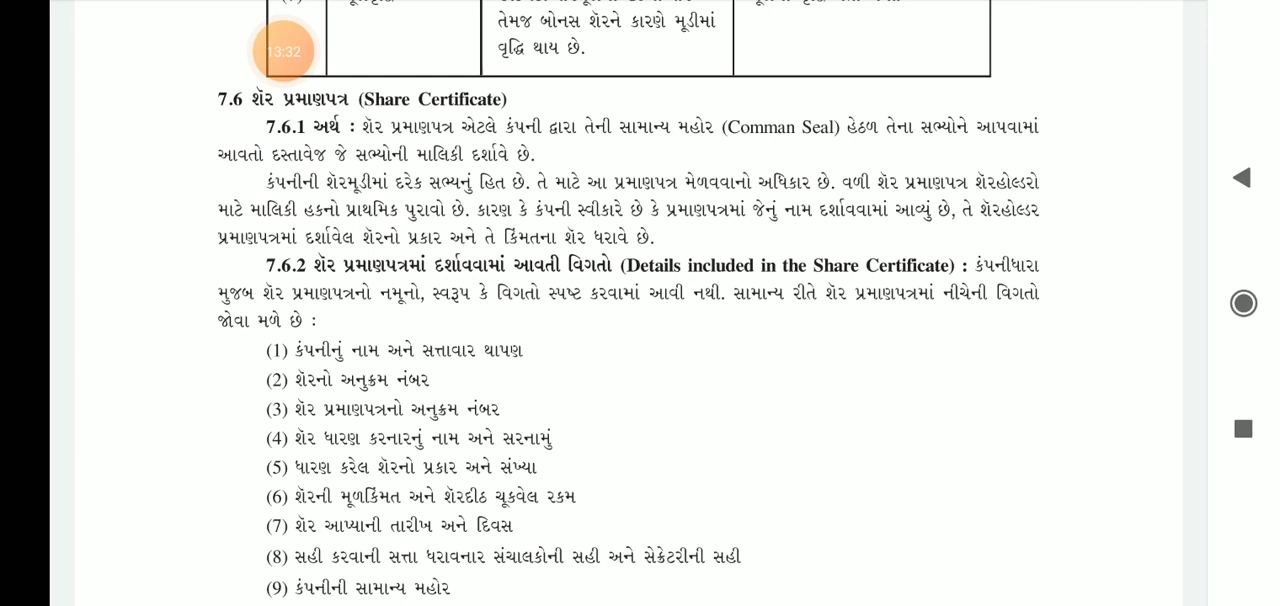 તેમજ બોનસ શૅરને કારણે મૂડીમાં
વૃદ્ધિ થાય છે.
13:32
7.6 શૅર પ્રમાણપત્ર (Share Certificate)
7.6.1 અર્થ : શૅર પ્રમાણપત્ર એટલે કંપની દ્વારા તેની સામાન્ય મહોર (Comman Seal) હેઠળ તેના સભ્યોને આપવામાં
આવતો દસ્તાવેજ જે સભ્યોની માલિકી દર્શાવે છે.
કંપનીની શૅરમૂડીમાં દરેક સભ્યનું હિત છે. તે માટે આ પ્રમાણપત્ર મેળવવાનો અધિકાર છે. વળી શૅર પ્રમાણપત્ર શૅરહોલ્ડરો
માટે માલિકી હકનો પ્રાથમિક પુરાવો છે. કારણ કે કંપની સ્વીકારે છે કે પ્રમાણપત્રમાં જેનું નામ દર્શાવવામાં આવ્યું છે, તે શૅરહોલ્ડર
પ્રમાણપત્રમાં દર્શાવેલ શૅરનો પ્રકાર અને તે કિંમતના શૅર ધરાવે છે.
7.6.2 શૅર પ્રમાણપત્રમાં દર્શાવવામાં આવતી વિગતો (Details included in the Share Certificate) : કંપનીધારા
મુજબ શૅર પ્રમાણપત્રનો નમૂનો, સ્વરૂપ કે વિગતો સ્પષ્ટ કરવામાં આવી નથી. સામાન્ય રીતે શૅર પ્રમાણપત્રમાં નીચેની વિગતો
જોવા મળે છે :
(1) કંપનીનું નામ અને સત્તાવાર થાપણ
(2) શૅરનો અનુક્રમ નંબર
(3) શૅર પ્રમાણપત્રનો અનુક્રમ નંબર
(4) શૅર ધારણ કરનારનું નામ અને સરનામું
(5) ધારણ કરેલ શૅરનો પ્રકાર અને સંખ્યા
(6) શૅરની મૂળકિંમત અને શૅરદીઠ ચૂકવેલ રકમ
(7) શૅર આપ્યાની તારીખ અને દિવસ
(8) સહી કરવાની સત્તા ધરાવનાર સંચાલકોની સહી અને સેક્રેટરીની સહી
(9) કંપનીની સામાન્ય મહોર